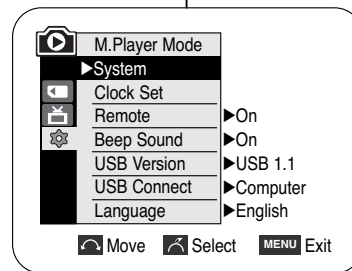 M.Player Mode
▶System
Clock Set
Remote ▶On
Beep Sound ▶On
USB Version ▶USB 1.1
USB Connect ▶Computer
Language ▶English
Move Select MENU Exit